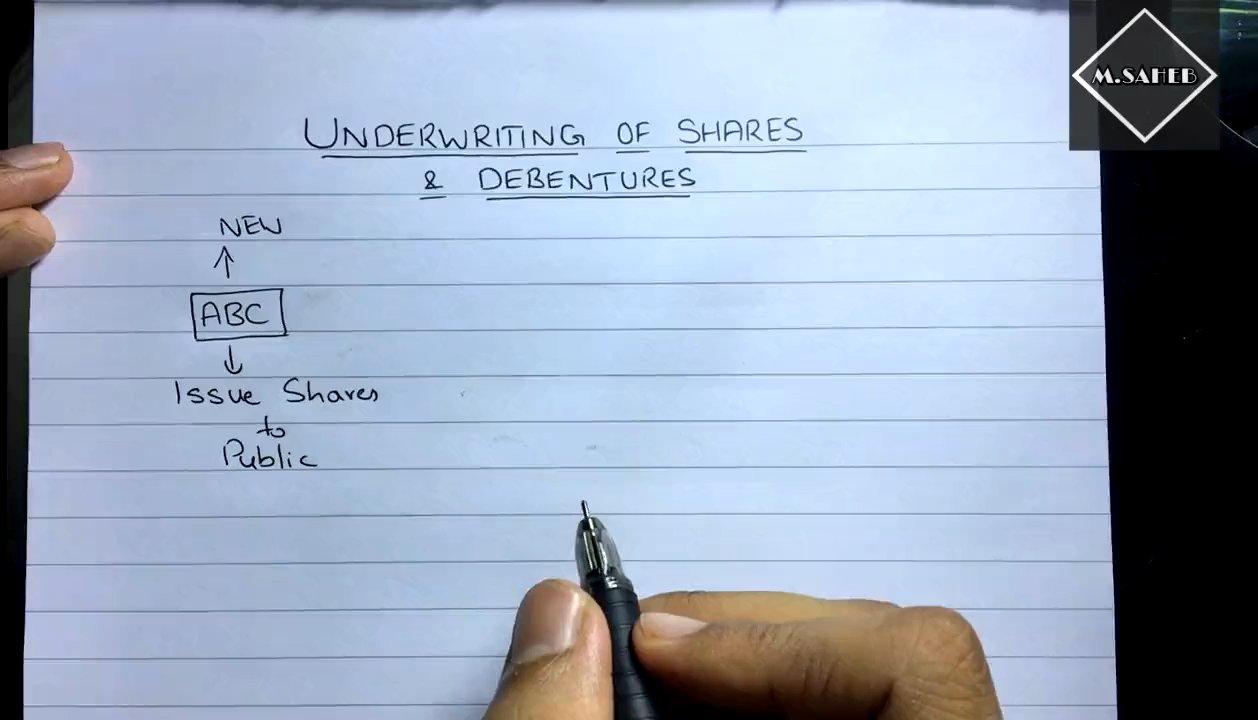 M.SAHEB
UNDERWRITING OF SHARES
& DEBENTURES
NEW
ABC
Issue Shares
to
Public